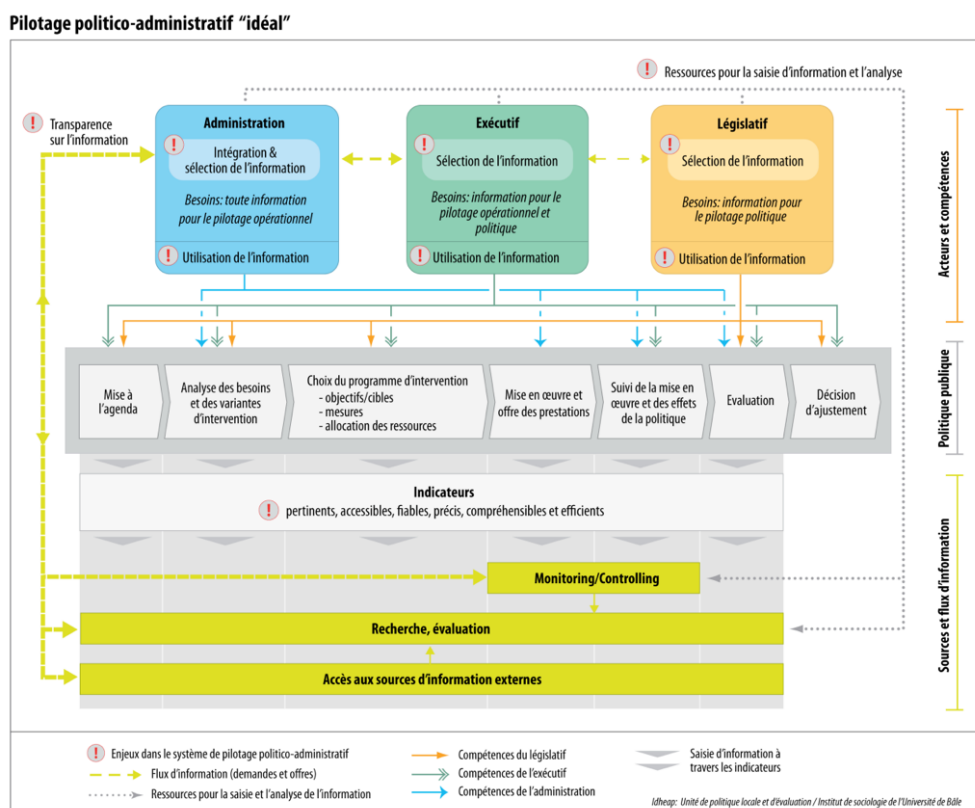 Pilotage politico-administratif “idéal”
Ressources pour la saisie d’information et l’analyse
Transparence
sur l’information
Administration
Intégration &
sélection de l’information
Besoins: toute information
pour le pilotage opérationnel
Utilisation de l’information
Exécutif
Sélection de l’information
Besoins: information pour le
pilotage opérationnel et
politique
Utilisation de l’information
Législatif
Sélection de l’information
Besoins: information pour
le pilotage politique
Utilisation de l’information
Acteurs et compétences
Mise à
l’agenda
Analyse des besoins
et des variantes
d’intervention
Choix du programme d’intervention
- objectifs/cibles
- mesures
- allocation des ressources
Mise en œuvre et
offre des prestations
Suivi de la mise en
œuvre et des effets
de la politique
Evaluation
Décision
d’ajustement
Politique publique
Indicateurs
pertinents, accessibles, fiables, précis, compréhensibles et efficients
Monitoring/Controlling
Recherche, évaluation
Accès aux sources d’information externes
Sources et flux d’information
Enjeux dans le système de pilotage politico-administratif
Flux d’information (demandes et offres)
Ressources pour la saisie et l’analyse de l’information
Compétences du législatif
Compétences de l’exécutif
Compétences de l’administration
Saisie d’information à
travers les indicateurs
Idheap: Unité de politique locale et d’évaluation / Institut de sociologie de l’Université de Bâle